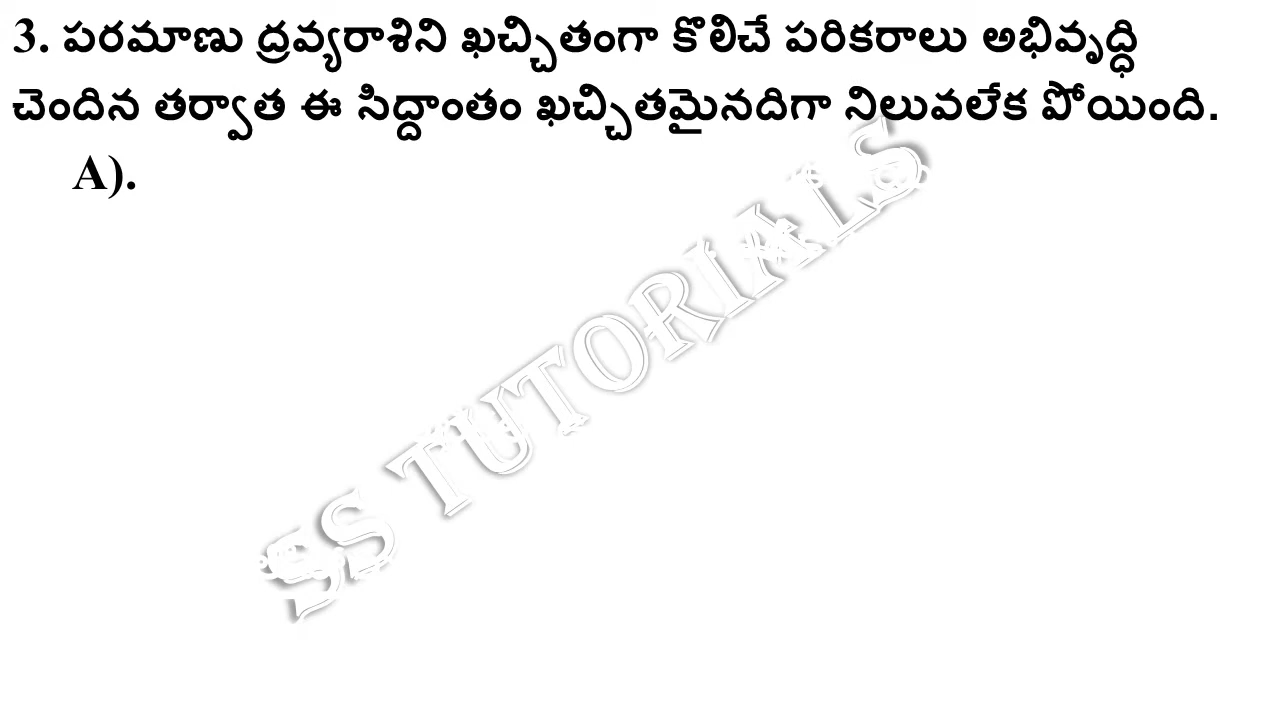 3. పరమాణు ద్రవ్యరాశిని ఖచ్చితంగా కొలిచే పరికరాలు అభివృద్ధి
చెందిన తర్వాత ఈ సిద్దాంతం ఖచ్చితమైనదిగా నిలువలేక పోయింది.
A).
SS TUTORIALS